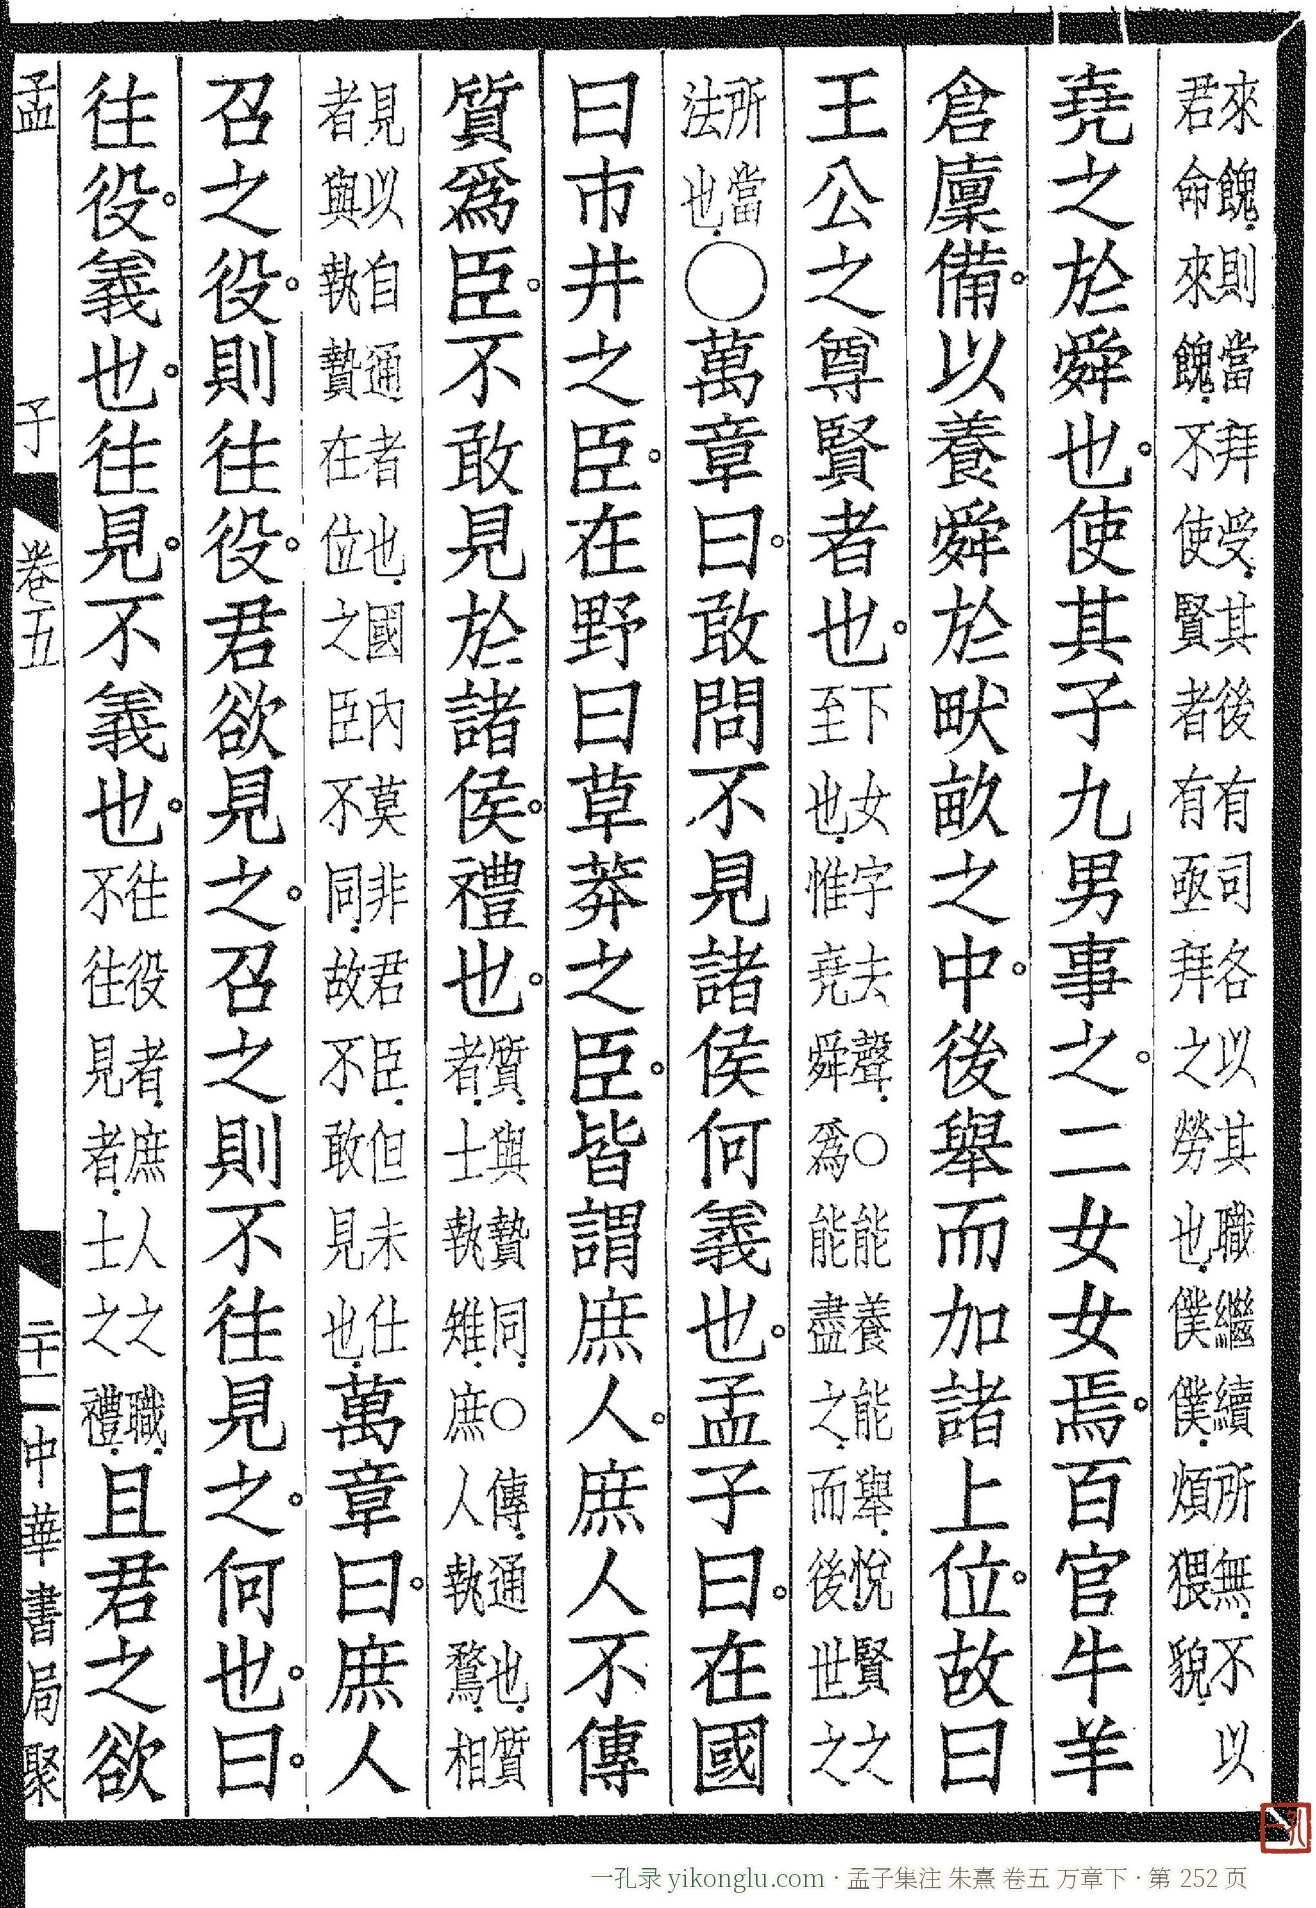 來餽。則當拜受。其後有司各以其職繼續所無。不以
君命來餽。不使賢者有亟拜之勞也。僕僕。煩猥貌。
堯之於舜也。使其子九男事之。二女女焉。百官牛羊
倉廩備。以養舜於畎畝之中。後舉而加諸上位。故曰
王公之尊賢者也。下女字去聲。○能養能舉。悅賢之至也。惟堯舜爲能盡之。而後世之
所當法也。○萬章曰。敢問不見諸侯何義也。孟子曰。在國
曰市井之臣。在野曰草莽之臣。皆謂庶人。庶人不傳
質爲臣。不敢見於諸侯。禮也。質與贄同。○傳。通也。質者。士執雉。庶人執鶩。相
見以自通者也。國內莫非君臣。但未仕者與執贄在位之臣不同。故不敢見也。萬章曰。庶人
召之役。則往役。君欲見之。召之則不往見之。何也。曰。
往役。義也。往見。不義也。往役者。庶人之職。不往見者。士之禮。且君之欲
孟子 卷五 二十二中華書局聚
一孔录 yikonglu.com · 孟子集注 朱熹 卷五 万章下 · 第 252 页